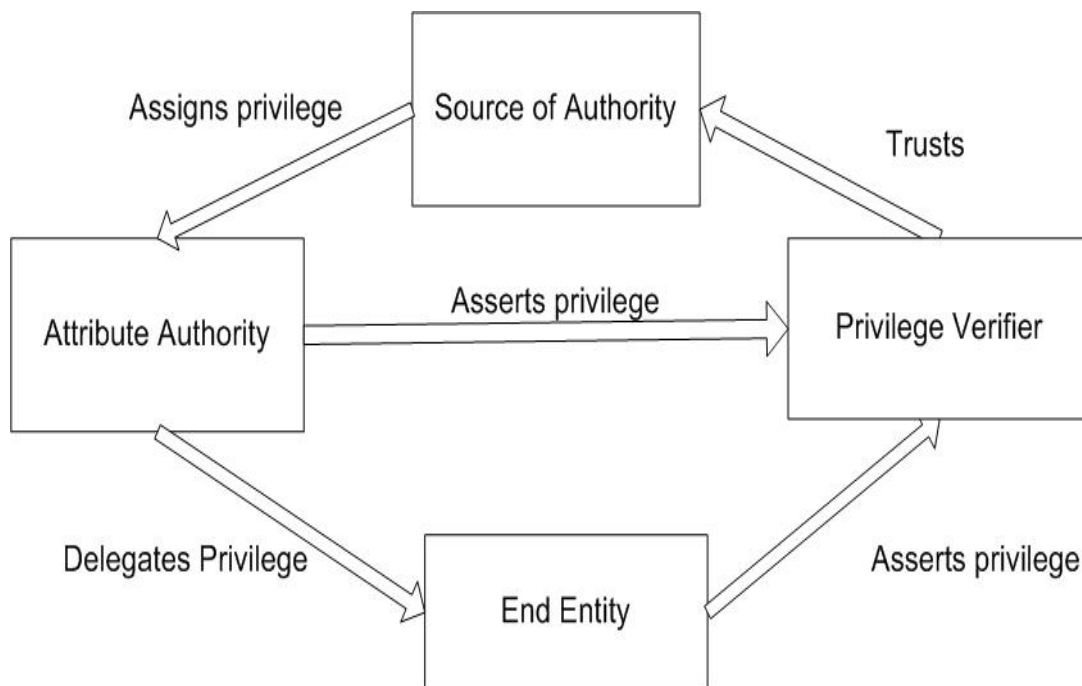 Assigns privilege
Source of Authority
Trusts
Attribute Authority
Asserts privilege
Privilege Verifier
Delegates Privilege
End Entity
Asserts privilege